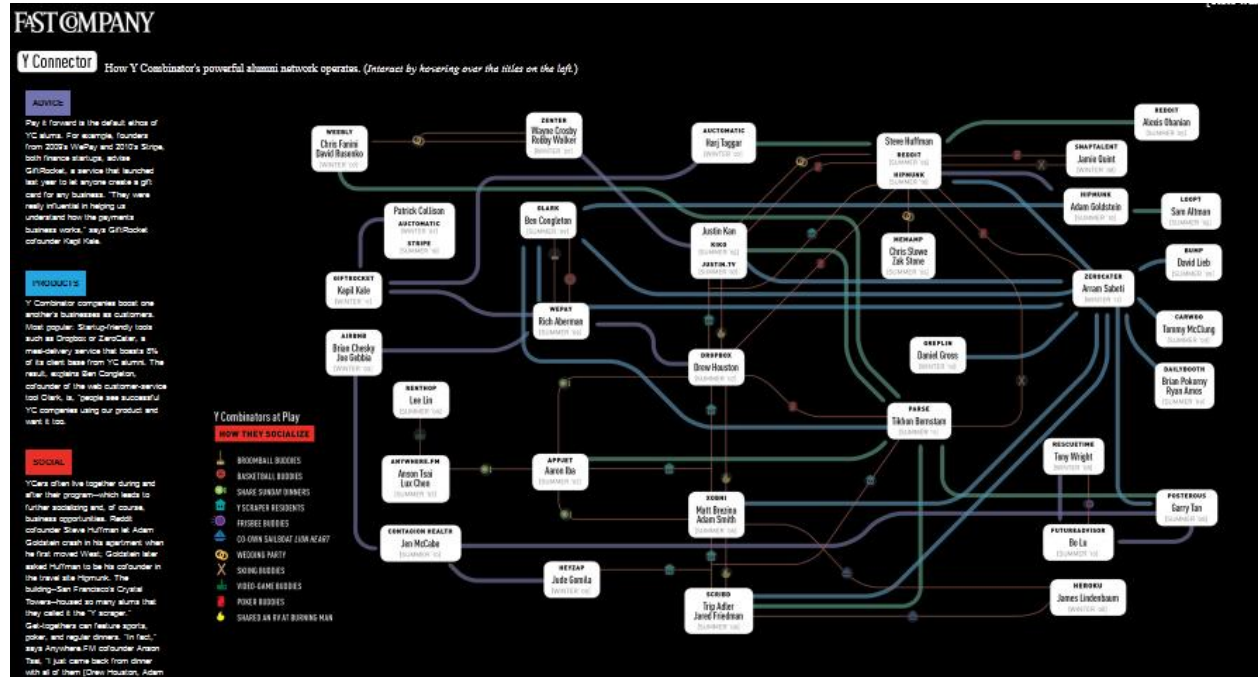 FAST COMPANY
Y Connector
How Y Combinator's powerful alumni network operates. (Interact by hovering over the titles on the left.)
ADVICE
Pay it forward is the default ethos of
YC alums. For example, founders
from 2009's WePay and 2010's Stripe,
both finance startups, advise
GiftRocket, a service that launched
last year to let anyone create a gift
card for any business. "They were
really influential in helping us
understand how the payments
business works," says GiftRocket
cofounder Kapil Kale.
PRODUCTS
Y Combinator companies boost one
another's businesses as customers.
Most popular: Startup-friendly tools
such as Dropbox or ZeroCater, a
meal-delivery service that boasts
of its client base from YC alumni. The
result, explains Ben Congleton,
cofounder of the web customer-service
tool Olark, is, "people see successful
YC companies using our product and
want it too.
SOCIAL
YCers often live together during and
after their program—which leads to
further socializing and, of course,
business opportunities. Reddit
cofounder Steve Huffman let Adam
Goldstein crash in his apartment when
he first moved West; Goldstein later
asked Huffman to be his cofounder in
the travel site Hipmunk. The
building—San Francisco's Crystal
Towers—housed so many alums that
they called it the "Y scraper."
Get-togethers can feature sports,
poker, and regular dinners. "In fact,"
says Anywhere.FM cofounder Anson
Tsai, "I just came back from dinner
with all of them [Drew Houston, Adam
Y Combinators at Play
HOW THEY SOCIALIZE
BROOMBALL BUDDIES
BASKETBALL BUDDIES
SHARE SUNDAY DINNERS
Y SCRAPER RESIDENTS
FRISBEE BUDDIES
CO-OWN SAILBOAT LION HEART
WEDDING PARTY
SKIING BUDDIES
VIDEO-GAME BUDDIES
POKER BUDDIES
SHARED AN RV AT BURNING MAN
WEEBLY
Chris Fanini
David Rusenko
ZENTER
Wayne Crosby
Robby Walker
AUCTOMATIC
Harj Taggar
Steve Huffman
REDDIT
HIPMUNK
REDDIT
Alexis Ohanian
SNAPTALENT
Jamie Quint
HIPMUNK
Adam Goldstein
LOOPT
Sam Altman
Patrick Collison
AUCTOMATIC
STRIPE
OLARK
Ben Congleton
Justin Kan
KIKO
JUSTIN.TV
MEMAMP
Chris Slowe
Zak Stone
BUMP
David Lieb
GIFTROCKET
Kapil Kale
WEPAY
Rich Aberman
ZEROCATER
Arram Sabeti
CARWOO
Tommy McClung
AIRBNB
Brian Chesky
Joe Gebbia
DROPBOX
Drew Houston
GREPLIN
Daniel Gross
DAILYBOOTH
Brian Pokorny
Ryan Amos
RENTHOP
Lee Lin
PARSE
Tikhon Bernstam
ANYWHERE.FM
Anson Tsai
Lux Chen
APPJET
Aaron Iba
RESCUETIME
Tony Wright
XOBNI
Matt Brezina
Adam Smith
POSTEROUS
Garry Tan
CONTAGION HEALTH
Jen McCabe
FUTUREADVISOR
Bo Lu
HEYZAP
Jude Gomila
SCRIBD
Trip Adler
Jared Friedman
HEROKU
James Lindenbaum